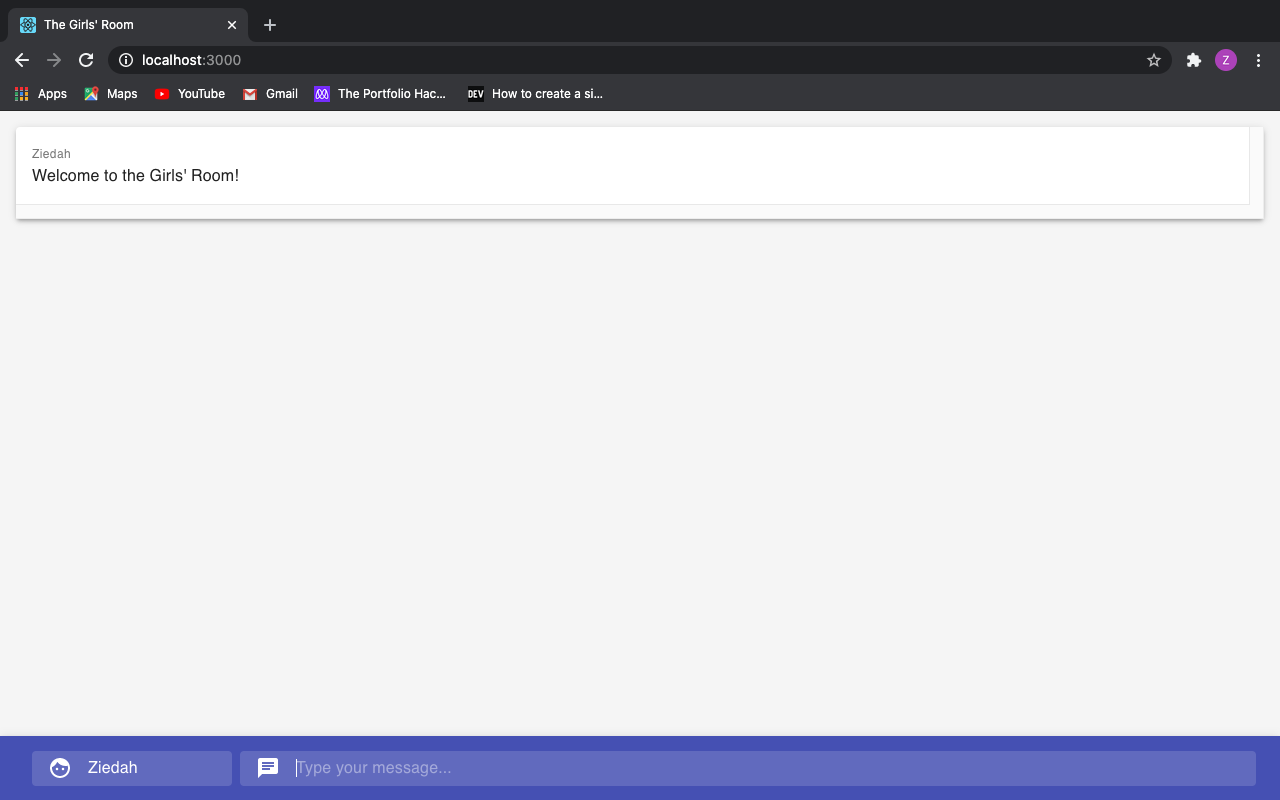 The Girls' Room
localhost:3000
Z
Apps
Maps
YouTube
Gmail
The Portfolio Hac...
DEV
How to create a si...
Ziedah
Welcome to the Girls' Room!
Ziedah
Type your message...